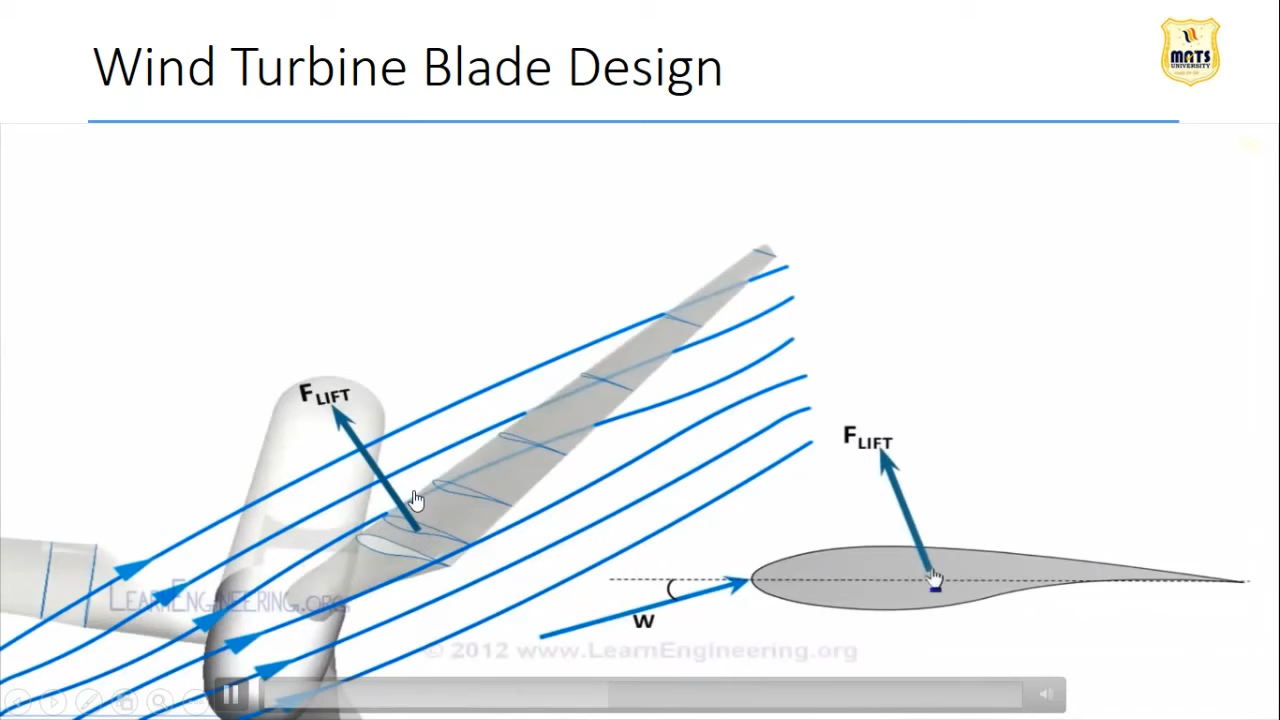 Wind Turbine Blade Design
MATS
UNIVERSITY
FLIFT
FLIFT
W
LEARNENGINEERING.ORG
© 2012 www.LearnEngineering.org